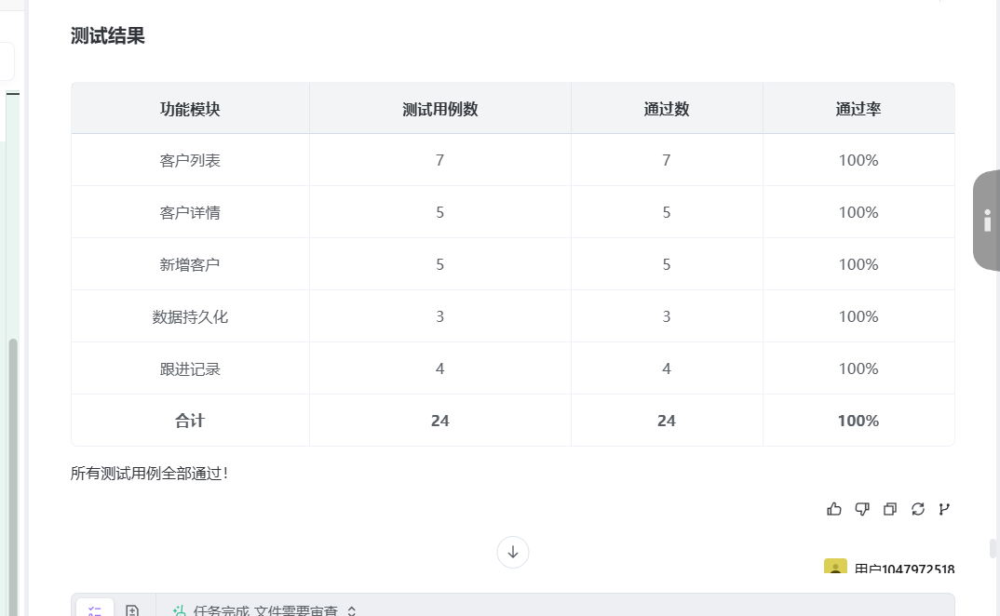 测试结果
功能模块 测试用例数 通过数 通过率
客户列表 7 7 100%
客户详情 5 5 100%
新增客户 5 5 100%
数据持久化 3 3 100%
跟进记录 4 4 100%
合计 24 24 100%
所有测试用例全部通过！
用户1047972518
任务完成 文件需要审查